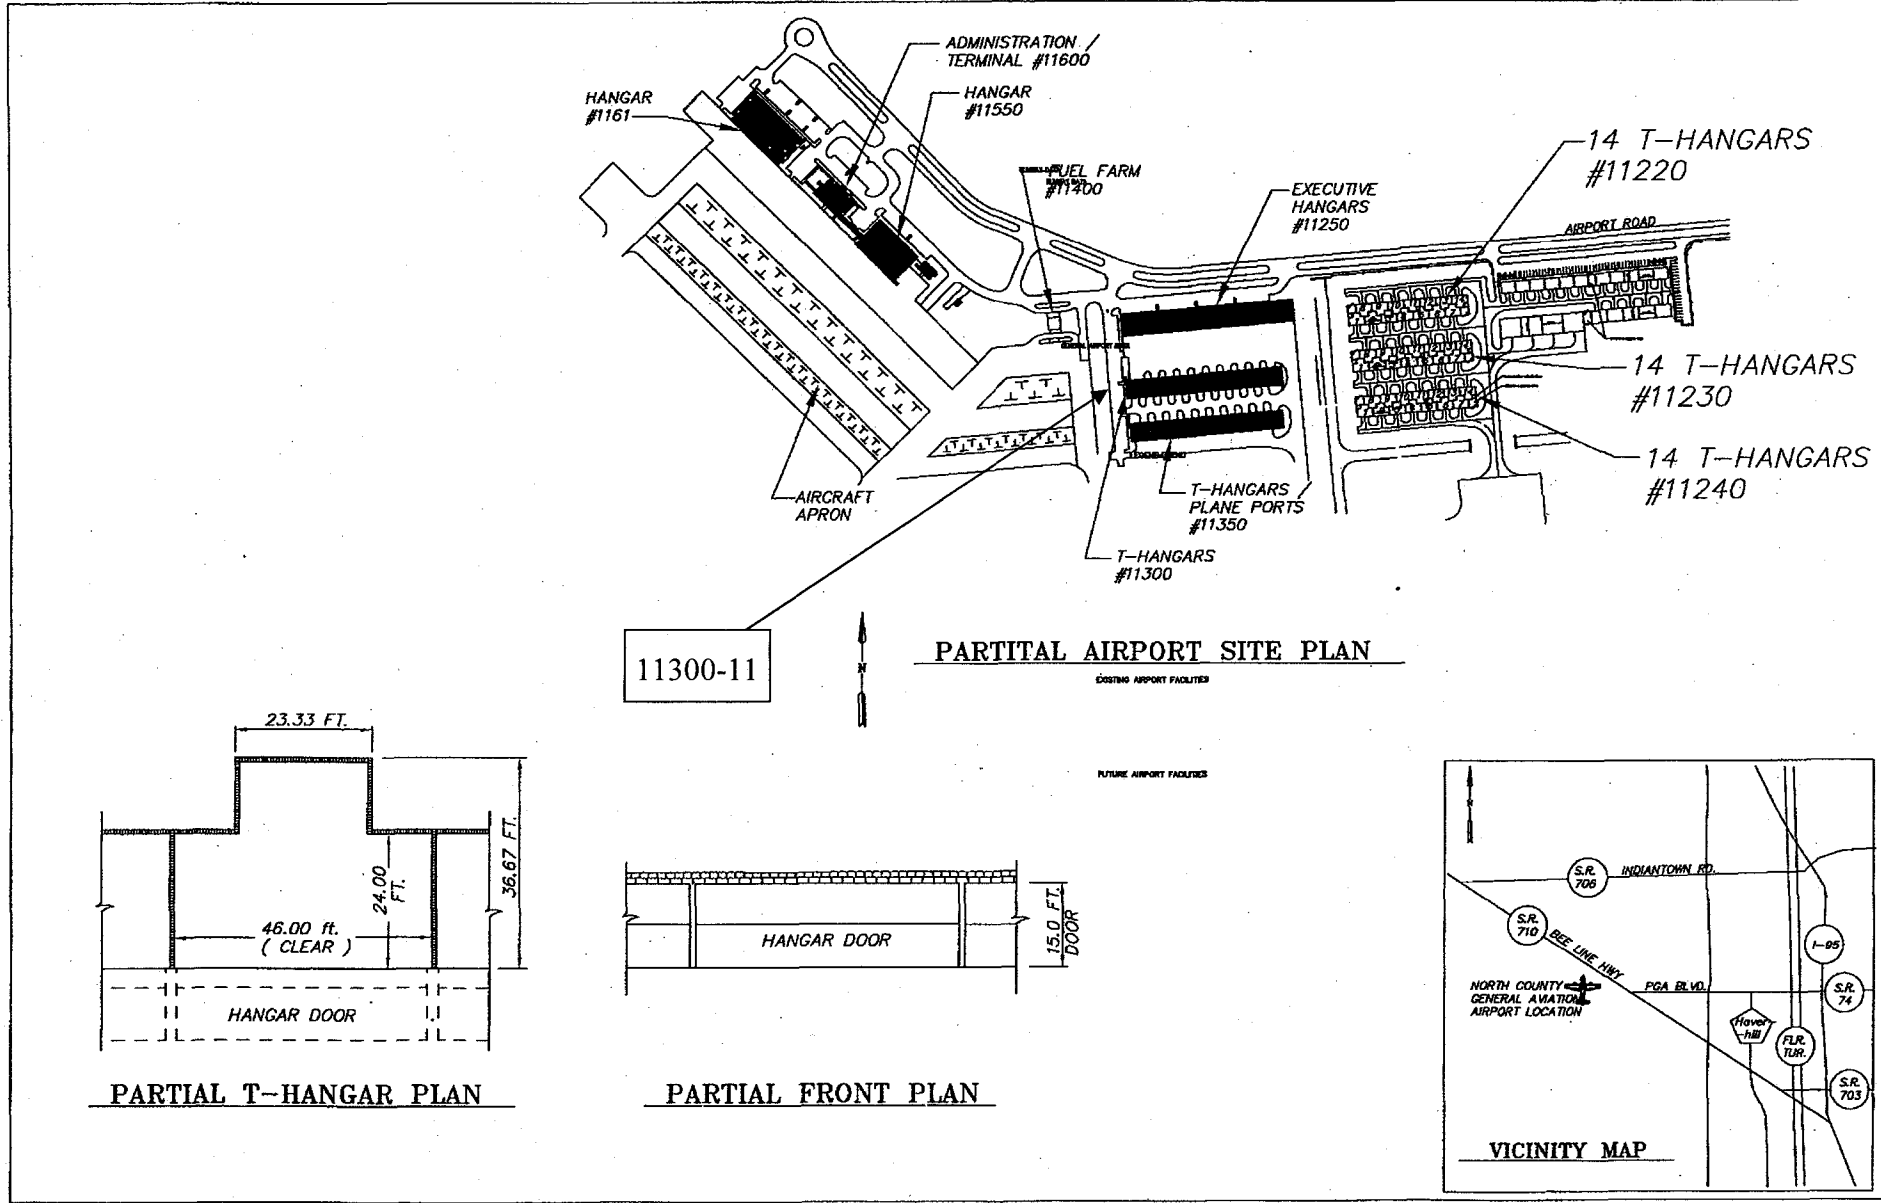 ADMINISTRATION /
TERMINAL #11600
HANGAR
#1161
HANGAR
#11550
FUEL FARM
#11400
EXECUTIVE
HANGARS
#11250
14 T-HANGARS
#11220
AIRPORT ROAD
14 T-HANGARS
#11230
14 T-HANGARS
#11240
AIRCRAFT
APRON
T-HANGARS
PLANE PORTS
#11350
T-HANGARS
#11300
11300-11
N
PARTITAL AIRPORT SITE PLAN
EXISTING AIRPORT FACILITIES
FUTURE AIRPORT FACILITIES
23.33 FT.
24.00
FT.
36.67 FT.
46.00 ft.
( CLEAR )
HANGAR DOOR
PARTIAL T-HANGAR PLAN
HANGAR DOOR
15.0 FT.
DOOR
PARTIAL FRONT PLAN
N
S.R.
706
INDIANTOWN RD.
S.R.
710
BEE LINE HWY
I-95
NORTH COUNTY
GENERAL AVIATION
AIRPORT LOCATION
PGA BLVD.
S.R.
74
Haver-
-hill
FLR.
TUR.
S.R.
703
VICINITY MAP